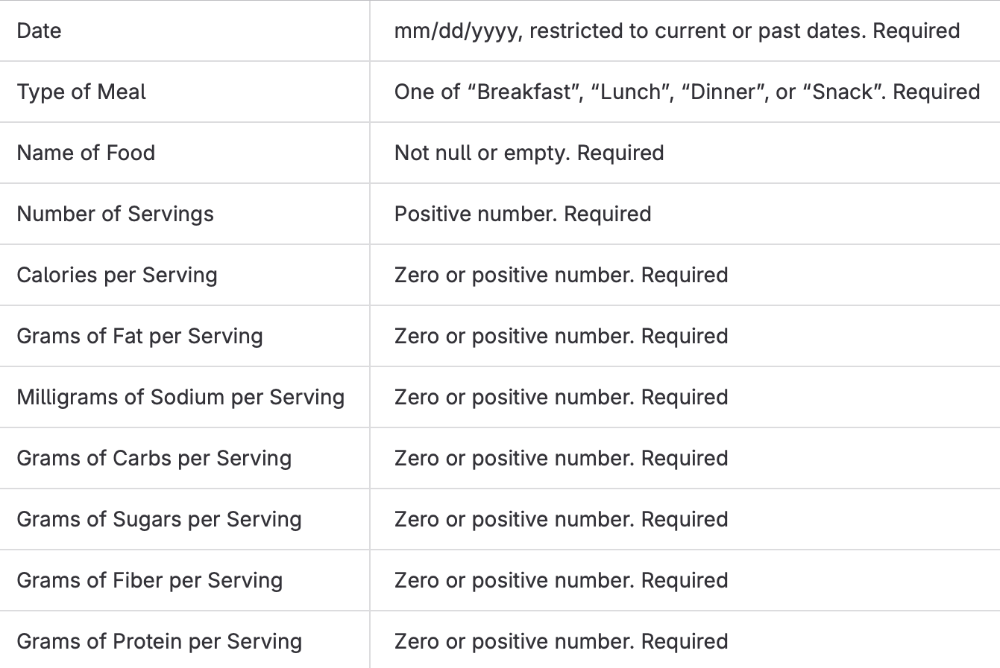 Date
mm/dd/yyyy, restricted to current or past dates. Required
Type of Meal
One of “Breakfast”, “Lunch”, “Dinner”, or “Snack”. Required
Name of Food
Not null or empty. Required
Number of Servings
Positive number. Required
Calories per Serving
Zero or positive number. Required
Grams of Fat per Serving
Zero or positive number. Required
Milligrams of Sodium per Serving
Zero or positive number. Required
Grams of Carbs per Serving
Zero or positive number. Required
Grams of Sugars per Serving
Zero or positive number. Required
Grams of Fiber per Serving
Zero or positive number. Required
Grams of Protein per Serving
Zero or positive number. Required